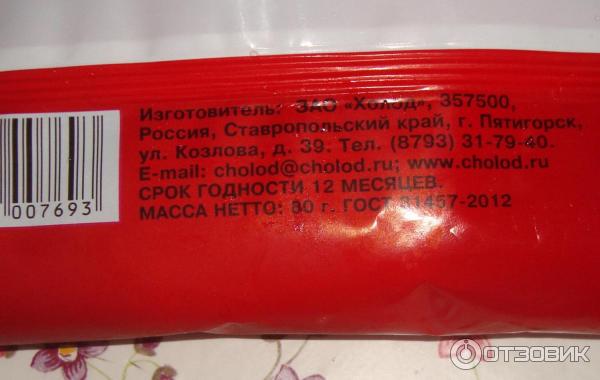 Изготовитель: ЗАО «Холод», 357500,
Россия, Ставропольский край, г. Пятигорск,
ул. Козлова, д. 39. Тел. (8793) 31-79-40.
E-mail: cholod@cholod.ru; www.cholod.ru
СРОК ГОДНОСТИ 12 МЕСЯЦЕВ.
МАССА НЕТТО: 80 г. ГОСТ 31457-2012
007693
ОТЗОВИК